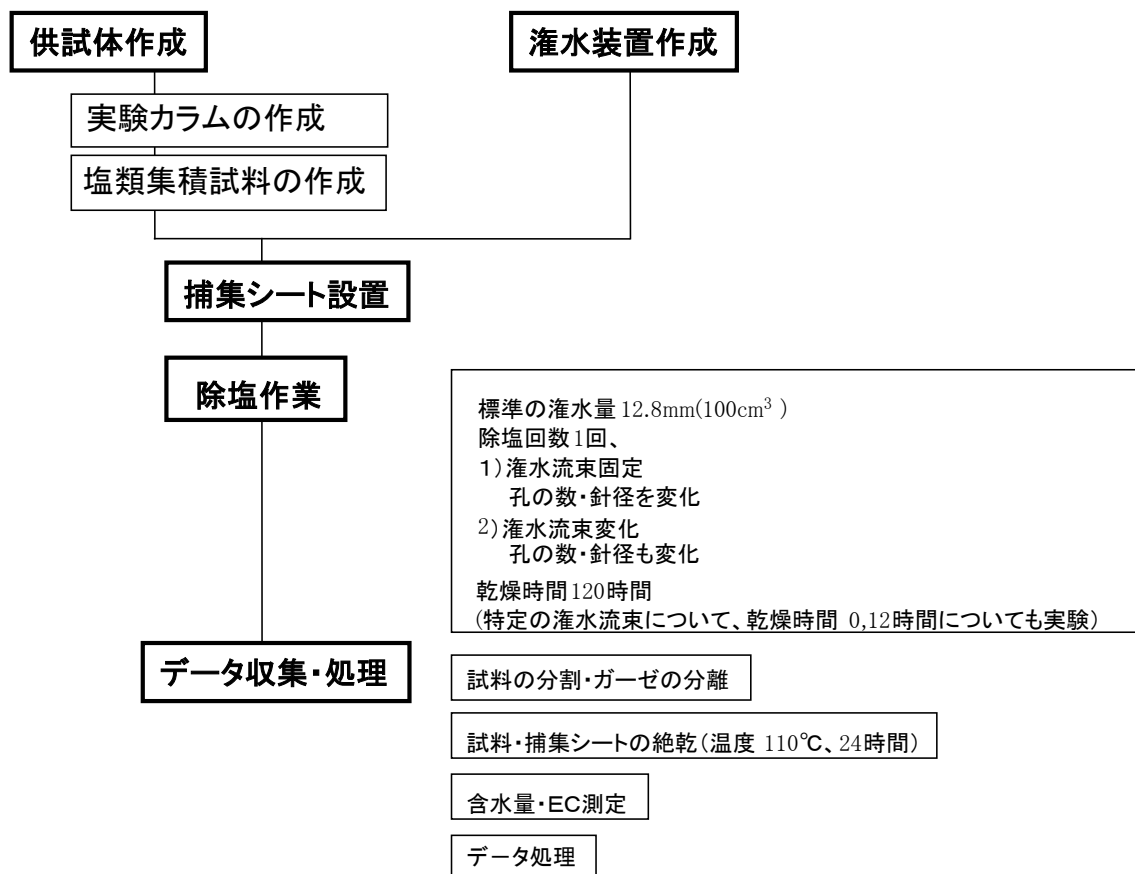 供試体作成
潅水装置作成
実験カラムの作成
塩類集積試料の作成
捕集シート設置
除塩作業
標準の潅水量12.8mm(100cm³)
除塩回数1回、
1)潅水流束固定
孔の数・針径を変化
2)潅水流束変化
孔の数・針径も変化
乾燥時間120時間
(特定の潅水流束について、乾燥時間 0,12時間についても実験)
データ収集・処理
試料の分割・ガーゼの分離
試料・捕集シートの絶乾(温度 110℃、24時間)
含水量・EC測定
データ処理